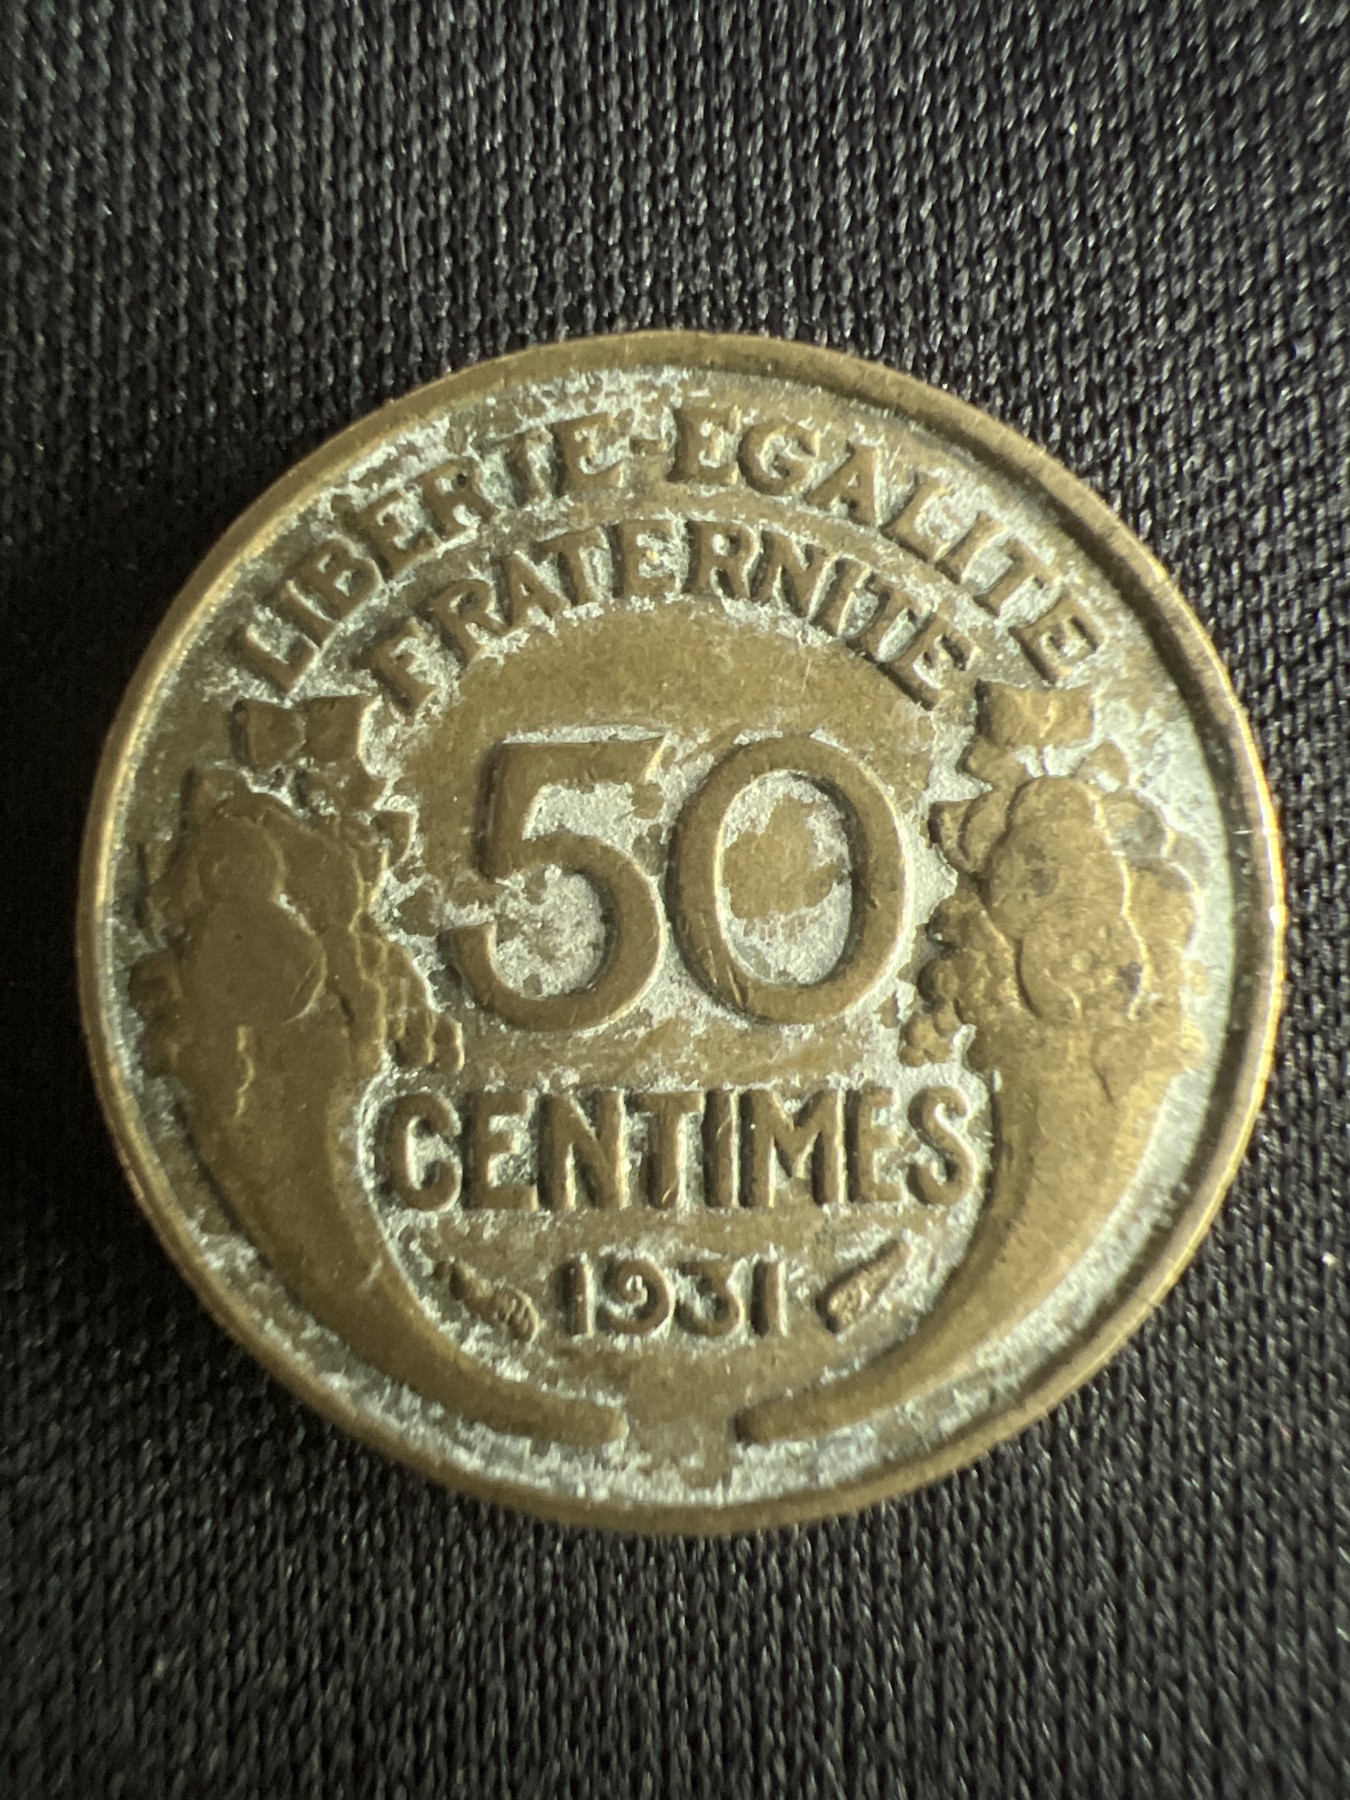 LIBERTE-EGALITE
FRATERNITE
50
CENTIMES
1931